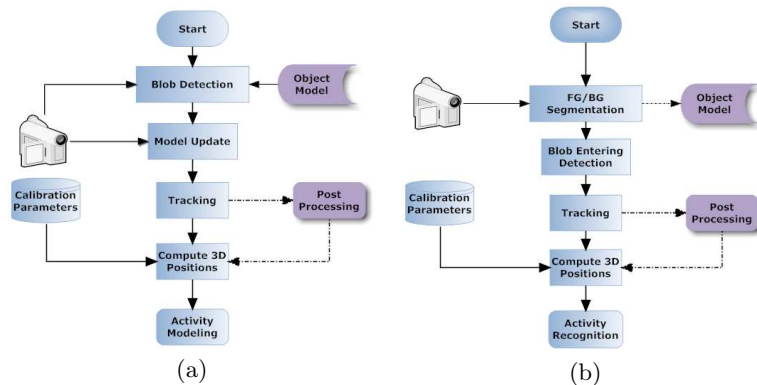 Start
Blob Detection
Object
Model
Model Update
Calibration
Parameters
Tracking
Post
Processing
Compute 3D
Positions
Activity
Modeling
(a)
Start
FG/BG
Segmentation
Object
Model
Blob Entering
Detection
Calibration
Parameters
Tracking
Post
Processing
Compute 3D
Positions
Activity
Recognition
(b)